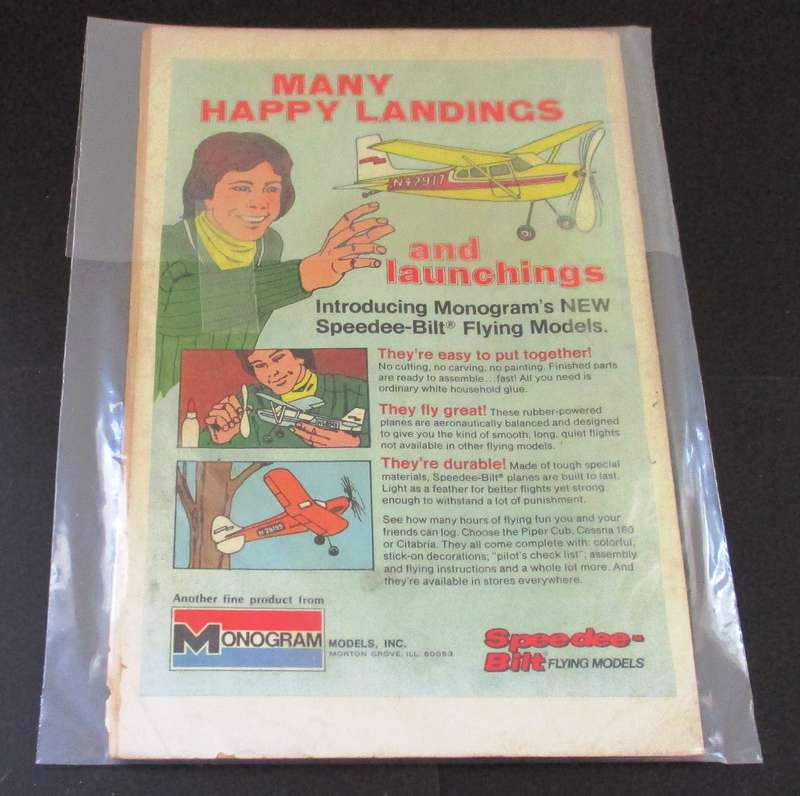 MANY
HAPPY LANDINGS
N42917
and
launchings
Introducing Monogram's NEW
Speedee-Bilt® Flying Models.
They're easy to put together!
No cutting, no carving, no painting. Finished parts
are ready to assemble...fast! All you need is
ordinary white household glue.
They fly great! These rubber-powered
planes are aeronautically balanced and designed
to give you the kind of smooth, long, quiet flights
not available in other flying models.
They're durable! Made of tough special
materials, Speedee-Bilt® planes are built to last.
Light as a feather for better flights yet strong
enough to withstand a lot of punishment.
See how many hours of flying fun you and your
friends can log. Choose the Piper Cub, Cessna 180
or Citabria. They all come complete with: colorful,
stick-on decorations; "pilot's check list"; assembly
and flying instructions and a whole lot more. And
they're available in stores everywhere.
Another fine product from
MONOGRAM MODELS, INC.
MORTON GROVE, ILL. 60053
Speedee-
Bilt® FLYING MODELS